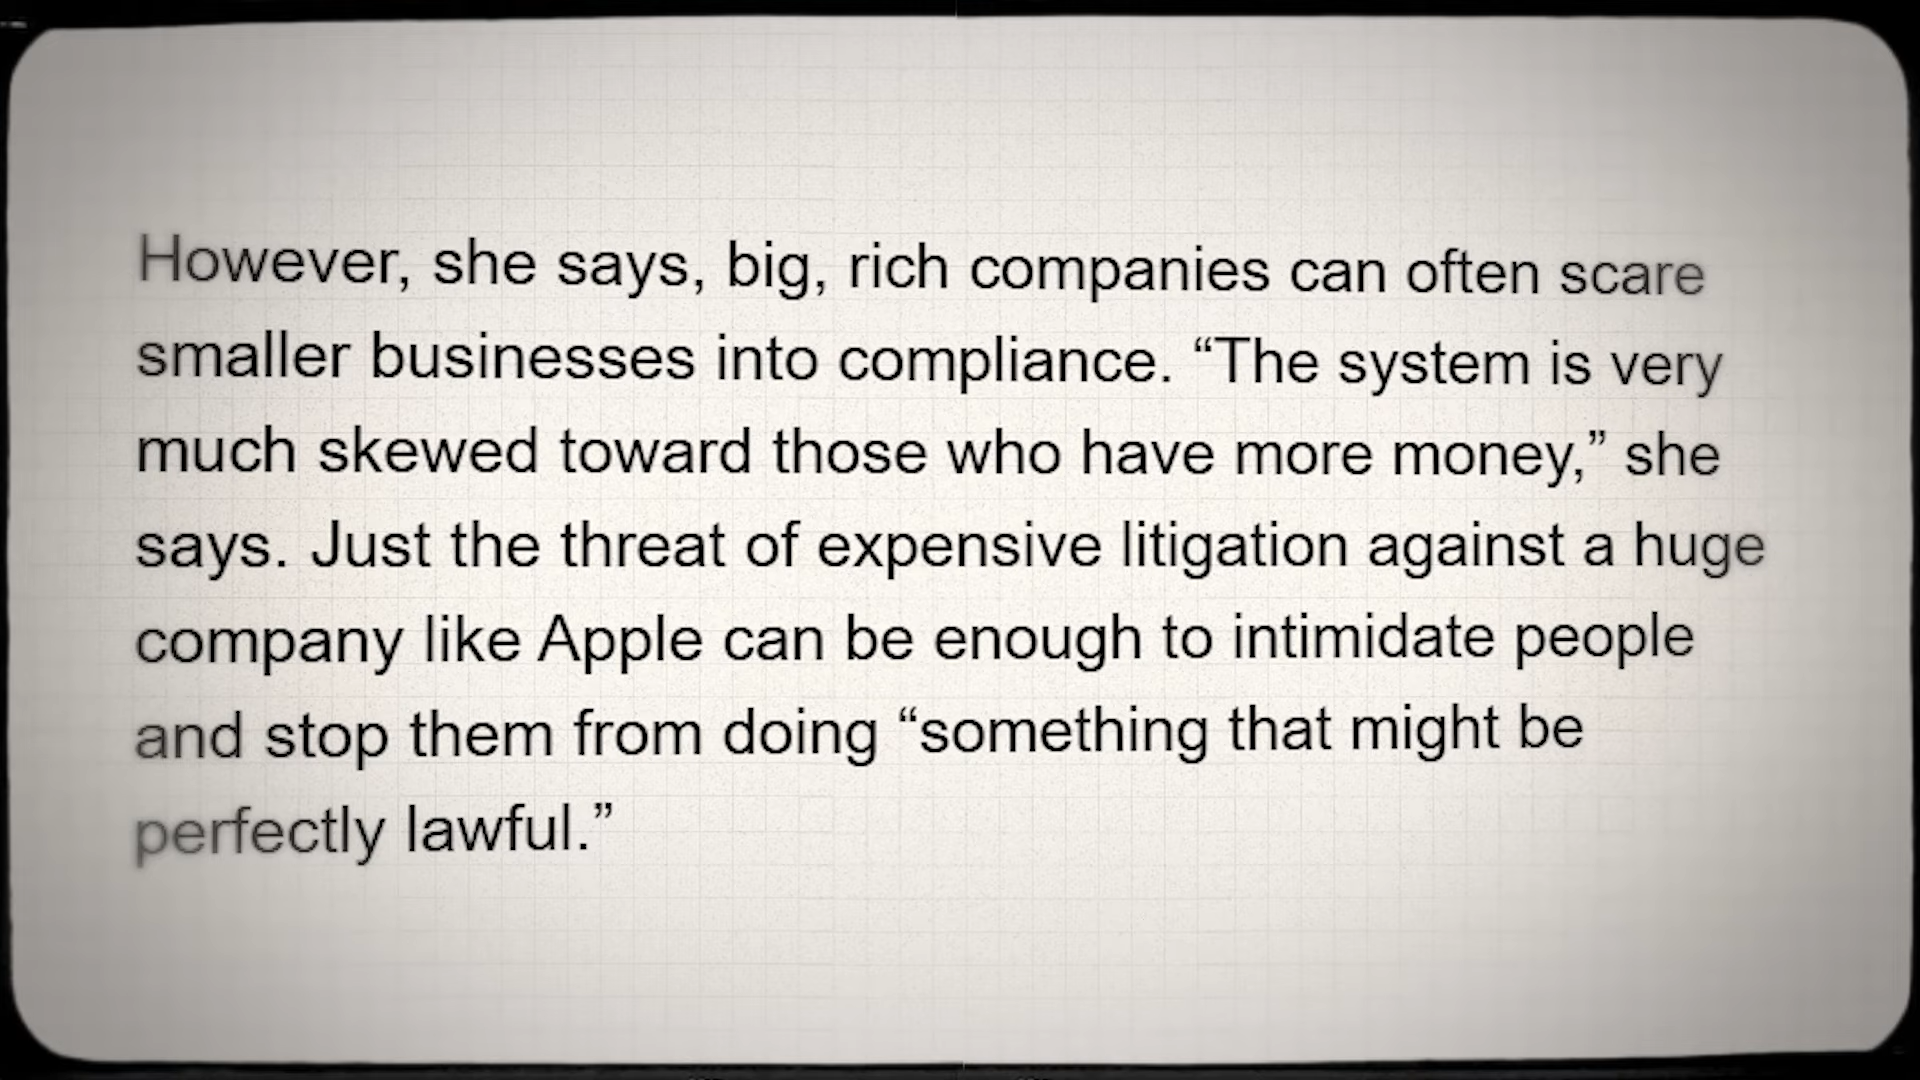 However, she says, big, rich companies can often scare
smaller businesses into compliance. “The system is very
much skewed toward those who have more money,” she
says. Just the threat of expensive litigation against a huge
company like Apple can be enough to intimidate people
and stop them from doing “something that might be
perfectly lawful.”